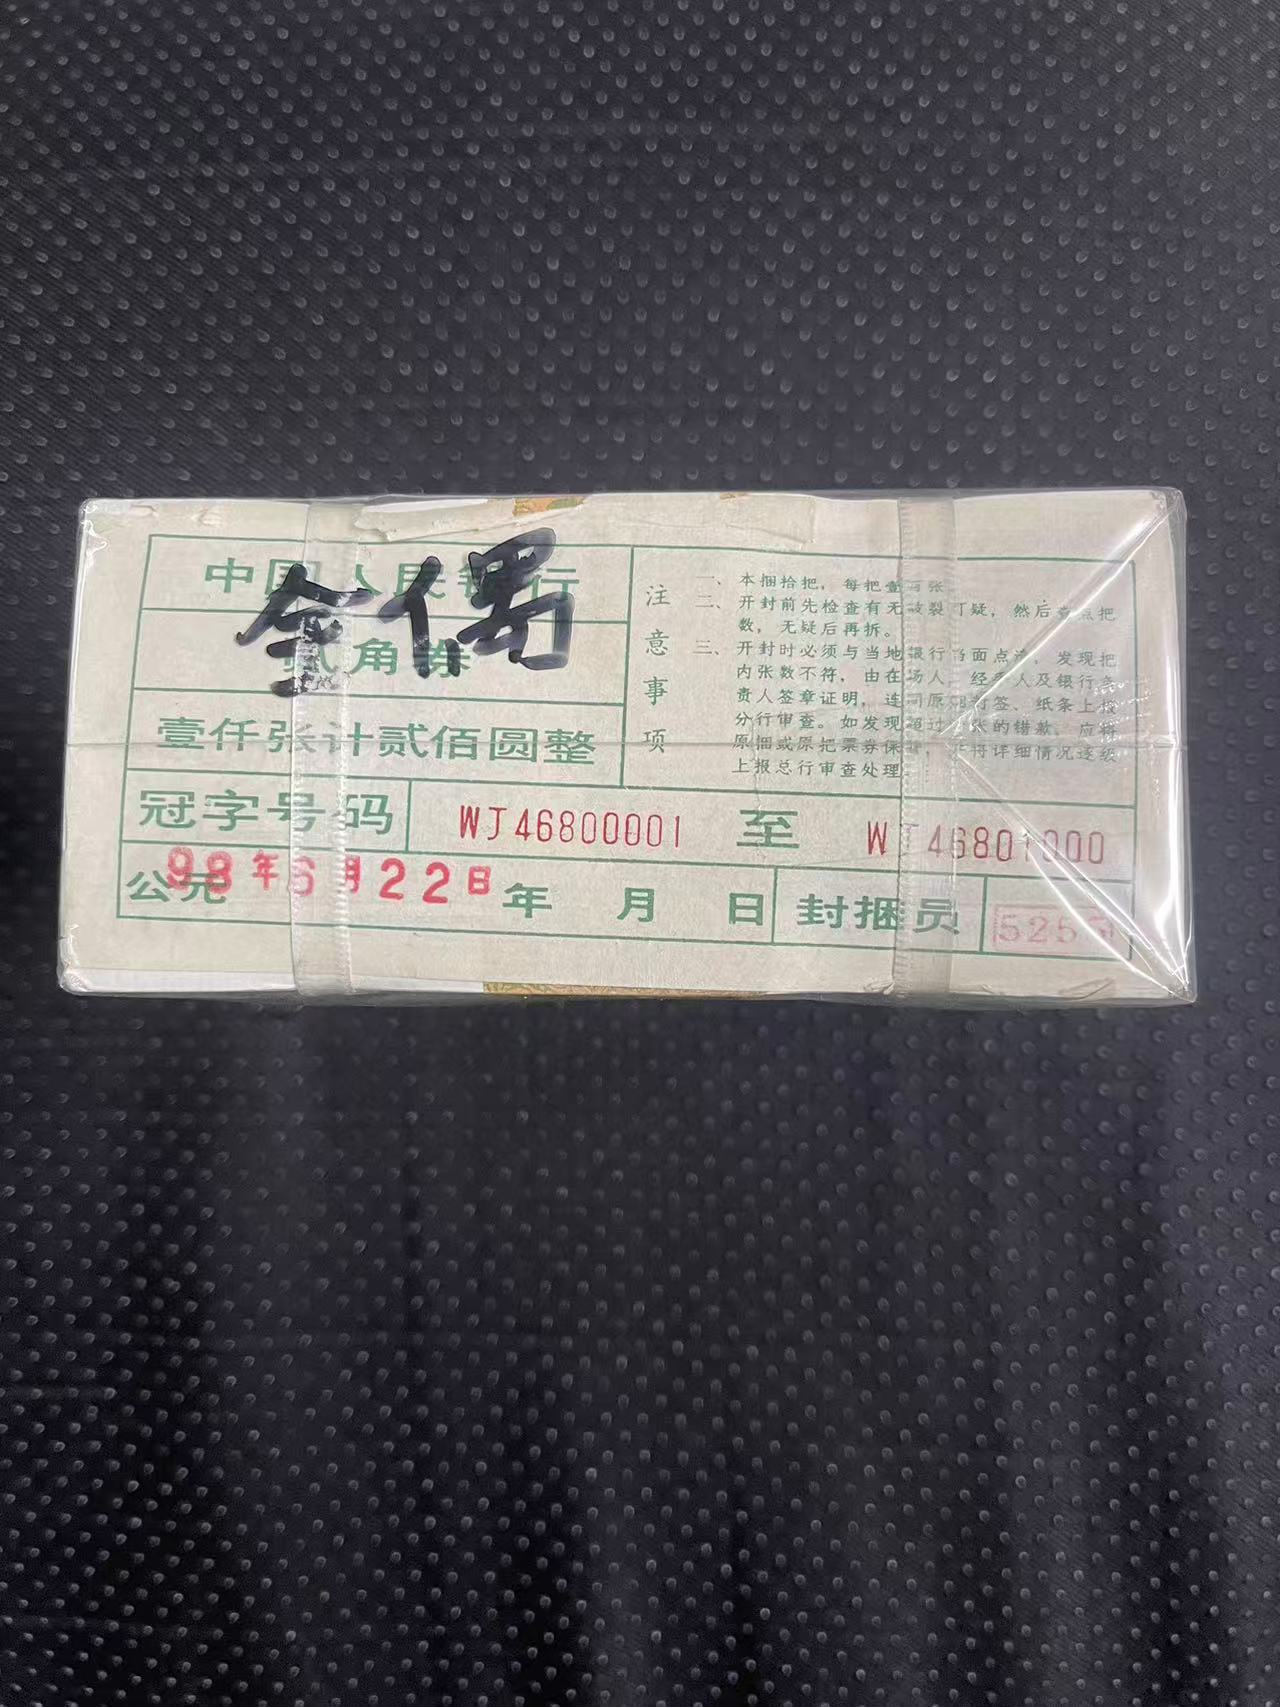 中国人民银行
全偶
贰角券
壹仟张计贰佰圆整
注意事项
一、本捆拾把，每把壹百张
二、开封前先检查有无破裂可疑，然后查点把
数，无疑后再拆。
三、开封时必须与当地银行当面点清，发现把
内张数不符，由在场人、经手人及银行负
责人签章证明，连同原捆封签、纸条上报
分行审查。如发现超过 张的错款，应将
原捆或原把票券保 ，并将详细情况逐级
上报总行审查处理
冠字号码 WJ46800001 至 WJ46801000
公元 年 月 日
98年6月22日
封捆员 525